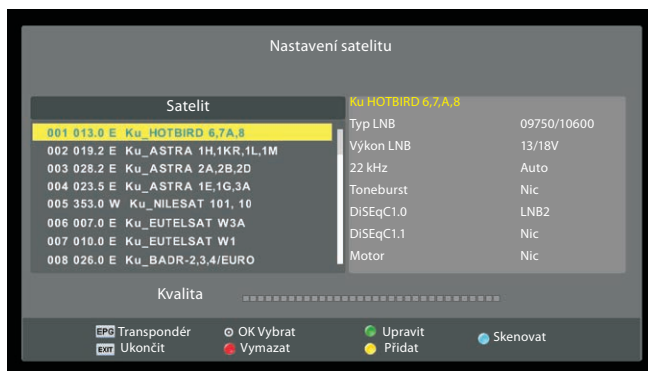 Nastavení satelitu
Satelit
001 013.0 E Ku_HOTBIRD 6,7A,8
002 019.2 E Ku_ASTRA 1H,1KR,1L,1M
003 028.2 E Ku_ASTRA 2A,2B,2D
004 023.5 E Ku_ASTRA 1E,1G,3A
005 353.0 W Ku_NILESAT 101, 10
006 007.0 E Ku_EUTELSAT W3A
007 010.0 E Ku_EUTELSAT W1
008 026.0 E Ku_BADR-2,3,4/EURO
Ku HOTBIRD 6,7,A,8
Typ LNB 09750/10600
Výkon LNB 13/18V
22 kHz Auto
Toneburst Nic
DiSEqC1.0 LNB2
DiSEqC1.1 Nic
Motor Nic
Kvalita
EPG Transpondér OK Vybrat Upravit Skenovat
EXIT Ukončit Vymazat Přidat